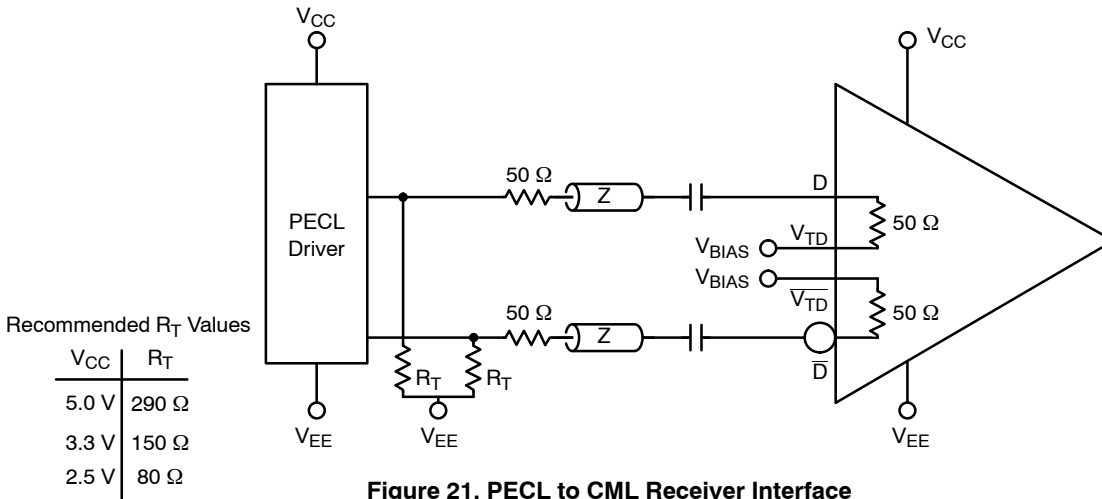 V_CC
V_CC
50 Ω
Z
D
50 Ω
PECL
Driver
V_BIAS
V_TD
V_BIAS
V̅_T̅D̅
Recommended R_T Values
50 Ω
Z
50 Ω
D̅
V_CC R_T
5.0 V 290 Ω
3.3 V 150 Ω
2.5 V 80 Ω
R_T
R_T
V_EE
V_EE
V_EE
Figure 21. PECL to CML Receiver Interface